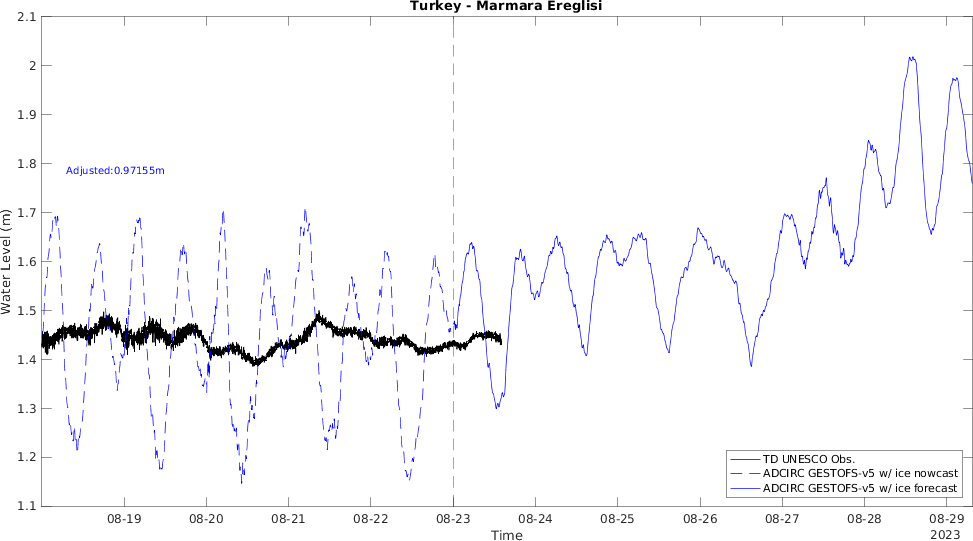 Turkey - Marmara Ereglisi
2.1
2
1.9
1.8
1.7
1.6
1.5
1.4
1.3
1.2
1.1
Water Level (m)
Adjusted:0.97155m
TD UNESCO Obs.
ADCIRC GESTOFS-v5 w/ ice nowcast
ADCIRC GESTOFS-v5 w/ ice forecast
08-19 08-20 08-21 08-22 08-23 08-24 08-25 08-26 08-27 08-28 08-29
2023
Time